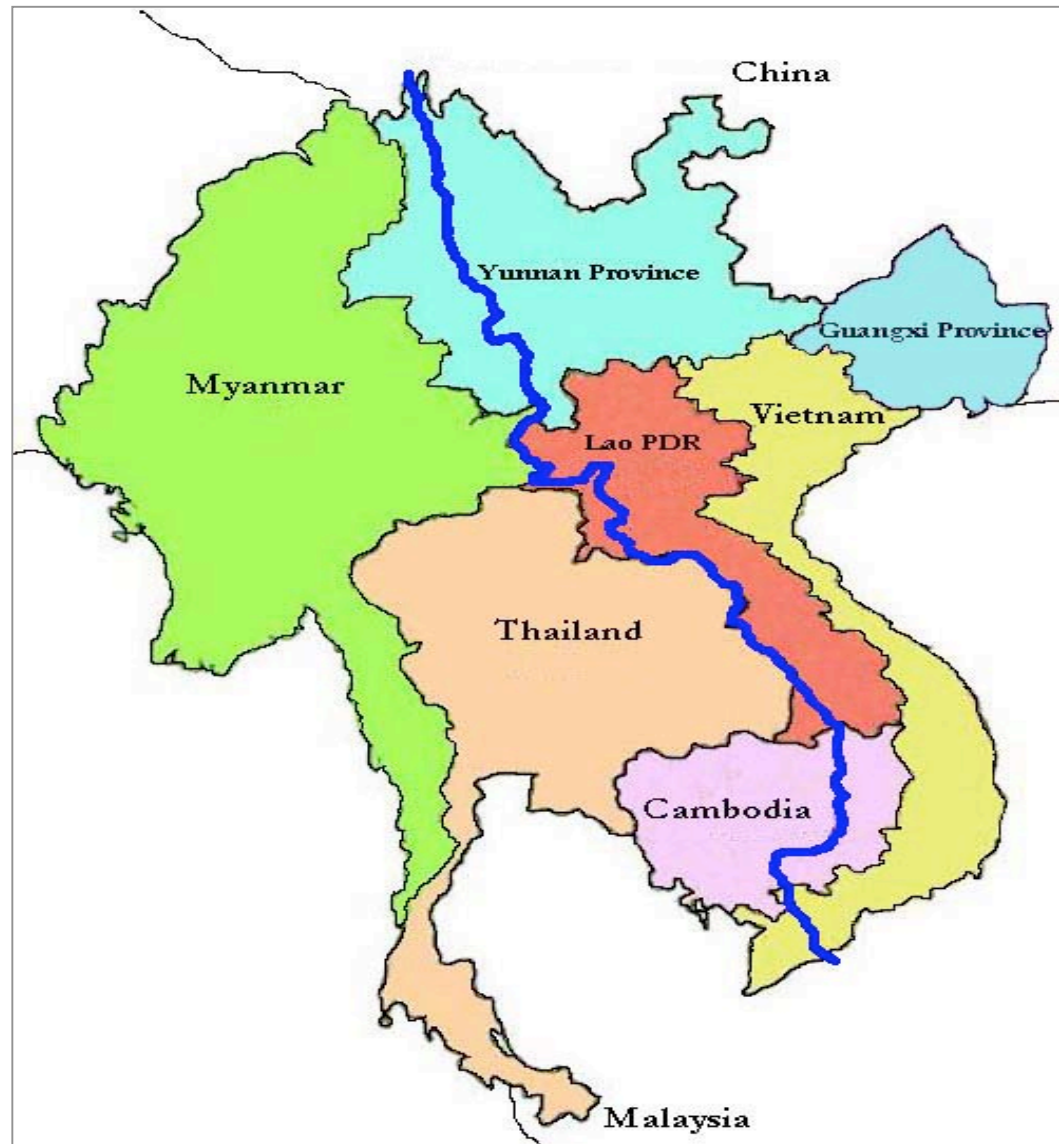 China
Yunnan Province
Guangxi Province
Myanmar
Vietnam
Lao PDR
Thailand
Cambodia
Malaysia